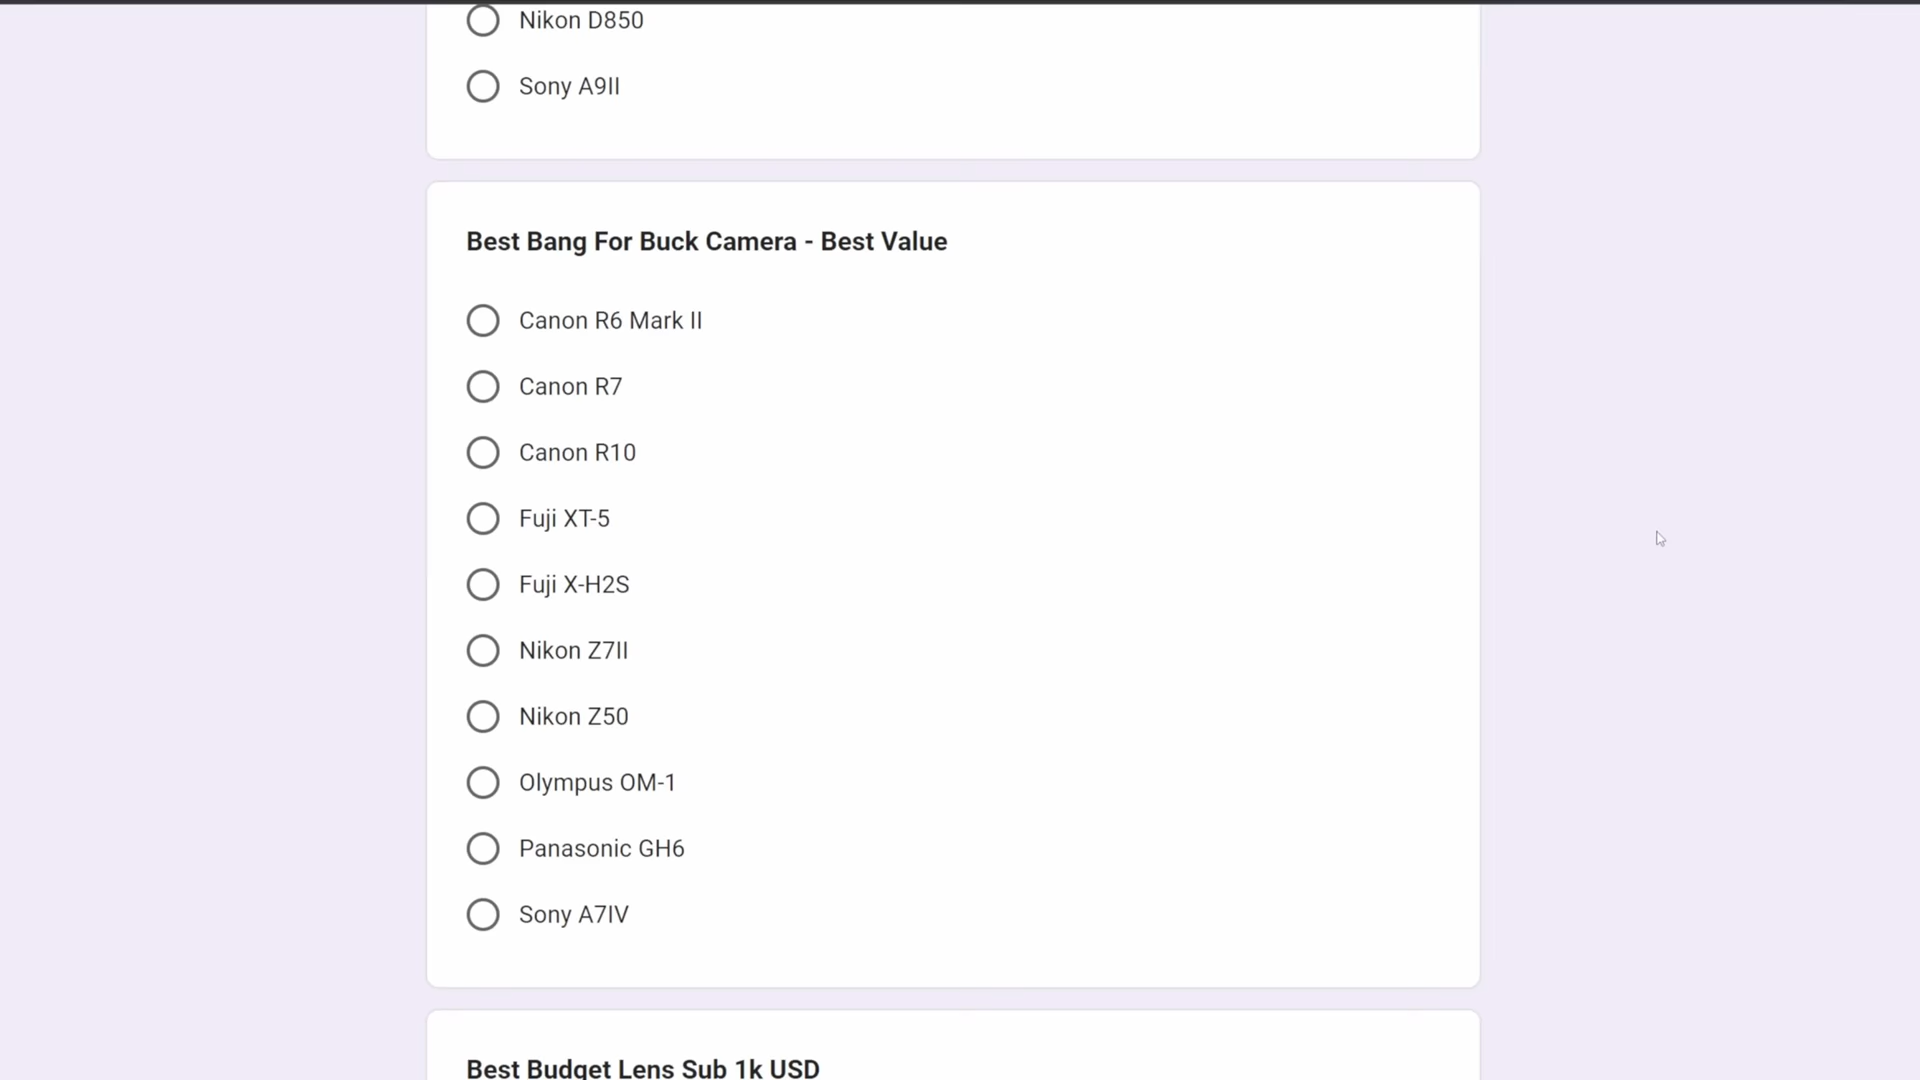 Nikon D850
Sony A9II
Best Bang For Buck Camera - Best Value
Canon R6 Mark II
Canon R7
Canon R10
Fuji XT-5
Fuji X-H2S
Nikon Z7II
Nikon Z50
Olympus OM-1
Panasonic GH6
Sony A7IV
Best Budget Lens Sub 1k USD